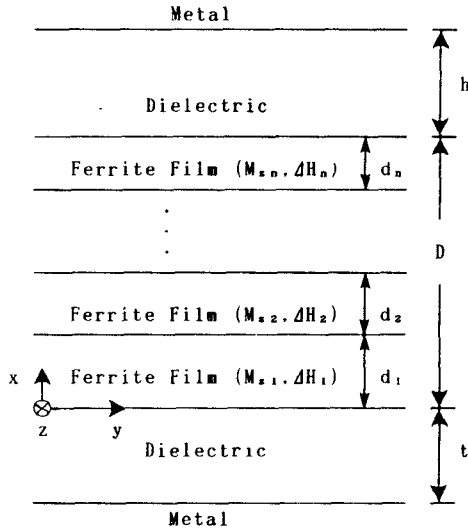 Metal
h
Dielectric
Ferrite Film (Mₛₙ, ΔHₙ) dₙ
D
Ferrite Film (Mₛ₂, ΔH₂) d₂
Ferrite Film (Mₛ₁, ΔH₁) d₁
x
z y
Dielectric t
Metal